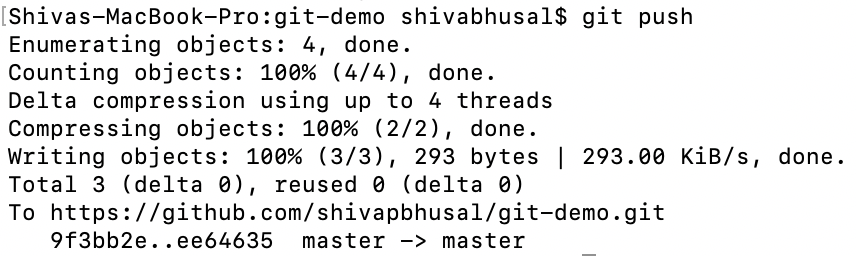 [Shivas-MacBook-Pro:git-demo shivabhusal$ git push
Enumerating objects: 4, done.
Counting objects: 100% (4/4), done.
Delta compression using up to 4 threads
Compressing objects: 100% (2/2), done.
Writing objects: 100% (3/3), 293 bytes | 293.00 KiB/s, done.
Total 3 (delta 0), reused 0 (delta 0)
To https://github.com/shivapbhusal/git-demo.git
   9f3bb2e..ee64635  master -> master